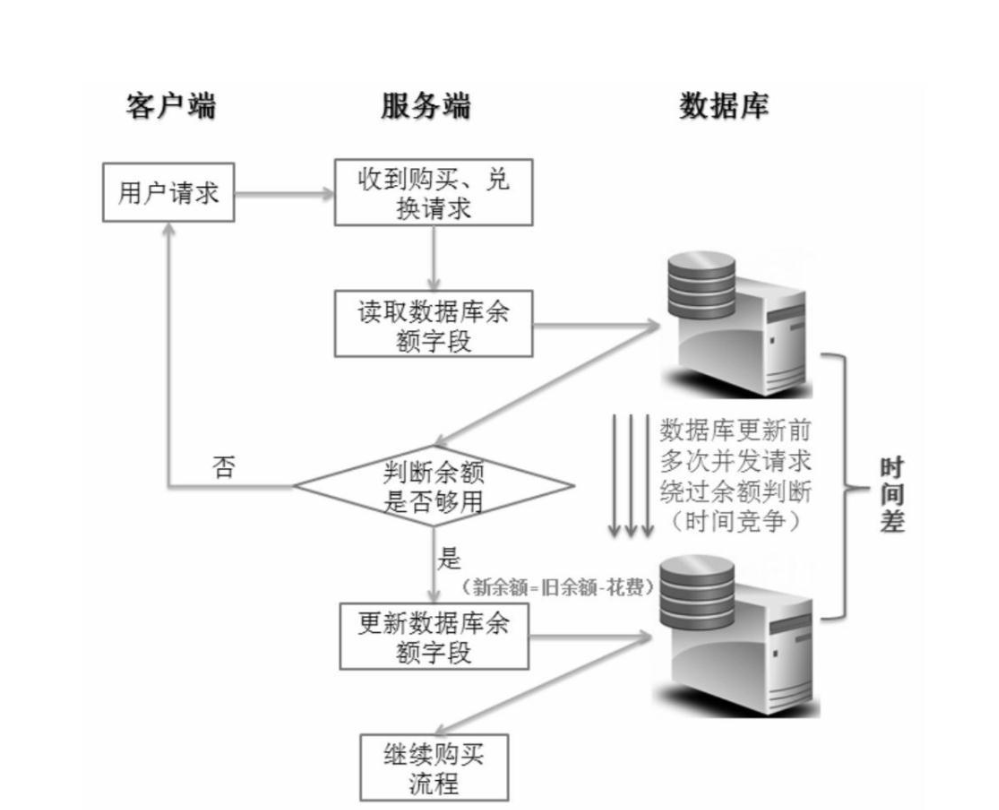 客户端
服务端
数据库
用户请求
收到购买、兑
换请求
读取数据库余
额字段
数据库更新前
多次并发请求
绕过余额判断
（时间竞争）
时
间
差
否
判断余额
是否够用
是
（新余额=旧余额-花费）
更新数据库余
额字段
继续购买
流程